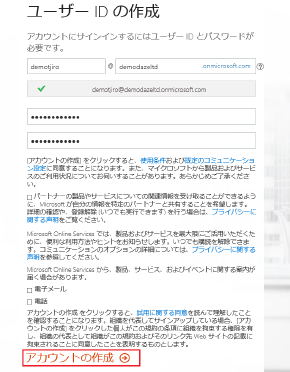 ユーザー ID の作成
アカウントにサインインするにはユーザー ID とパスワードが
必要です。
demotjiro @ demodazeltd .onmicrosoft.com
demotjiro@demodazeltd.onmicrosoft.com
••••••••••••
••••••••••••
[アカウントの作成] をクリックすると、使用条件および既定のコミュニケーション
設定に同意することになります。また、マイクロソフトから製品およびサービス
のご利用状況についてお伺いすることがあります。あらかじめご了承くださ
い。
パートナーの製品やサービスについての関連情報を受け取ることができるよう
に、Microsoft が自分の情報を特定のパートナーと共有することを希望します。
詳細の確認や、登録解除 (いつでも実行できます) を行う場合は、プライバシーに
関する声明をご覧ください。
Microsoft Online Services では、製品およびサービスを最大限にご活用いただくた
めに、便利な利用方法やヒントをお知らせします。いつでも購読を解除できま
す。コミュニケーションのオプションの詳細については、プライバシーに関する声
明を参照してください。
Microsoft Online Services から、製品、サービス、およびイベントに関する案内が
届く場合があります。
電子メール
電話
アカウントの作成 をクリックすると、試用に関する同意を読んで理解したこと
を確認することになります。組織を代表してサインアップしている場合、[ア
カウントの作成] をクリックした個人がこの規約の条項に組織を拘束する権限を有
し、組織の代表として組織がこの規約およびそのリンク先 Web サイトの記載に
拘束されることに同意したことを表明するものとします。
アカウントの作成